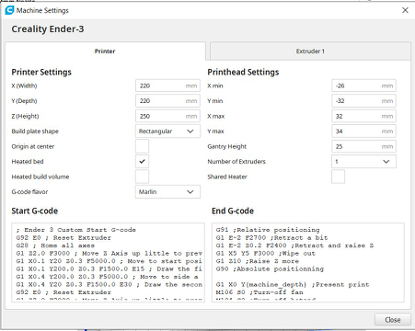 Machine Settings
Creality Ender-3
Printer
Extruder 1
Printer Settings
X (Width)
220
mm
Y (Depth)
220
mm
Z (Height)
250
mm
Build plate shape
Rectangular
Origin at center
Heated bed
Heated build volume
G-code flavor
Marlin
Printhead Settings
X min
-26
mm
Y min
-32
mm
X max
32
mm
Y max
34
mm
Gantry Height
25
mm
Number of Extruders
1
Shared Heater
Start G-code
; Ender 3 Custom Start G-code
G92 E0 ; Reset Extruder
G28 ; Home all axes
G1 Z2.0 F3000 ; Move Z Axis up little to prev
G1 X0.1 Y20 Z0.3 F5000.0 ; Move to start posi
G1 X0.1 Y200.0 Z0.3 F1500.0 E15 ; Draw the fi
G1 X0.4 Y200.0 Z0.3 F5000.0 ; Move to side a
G1 X0.4 Y20 Z0.3 F1500.0 E30 ; Draw the secon
G92 E0 ; Reset Extruder
End G-code
G91 ;Relative positioning
G1 E-2 F2700 ;Retract a bit
G1 E-2 Z0.2 F2400 ;Retract and raise Z
G1 X5 Y5 F3000 ;Wipe out
G1 Z10 ;Raise Z more
G90 ;Absolute positionning
G1 X0 Y{machine_depth} ;Present print
M106 S0 ;Turn-off fan
Close